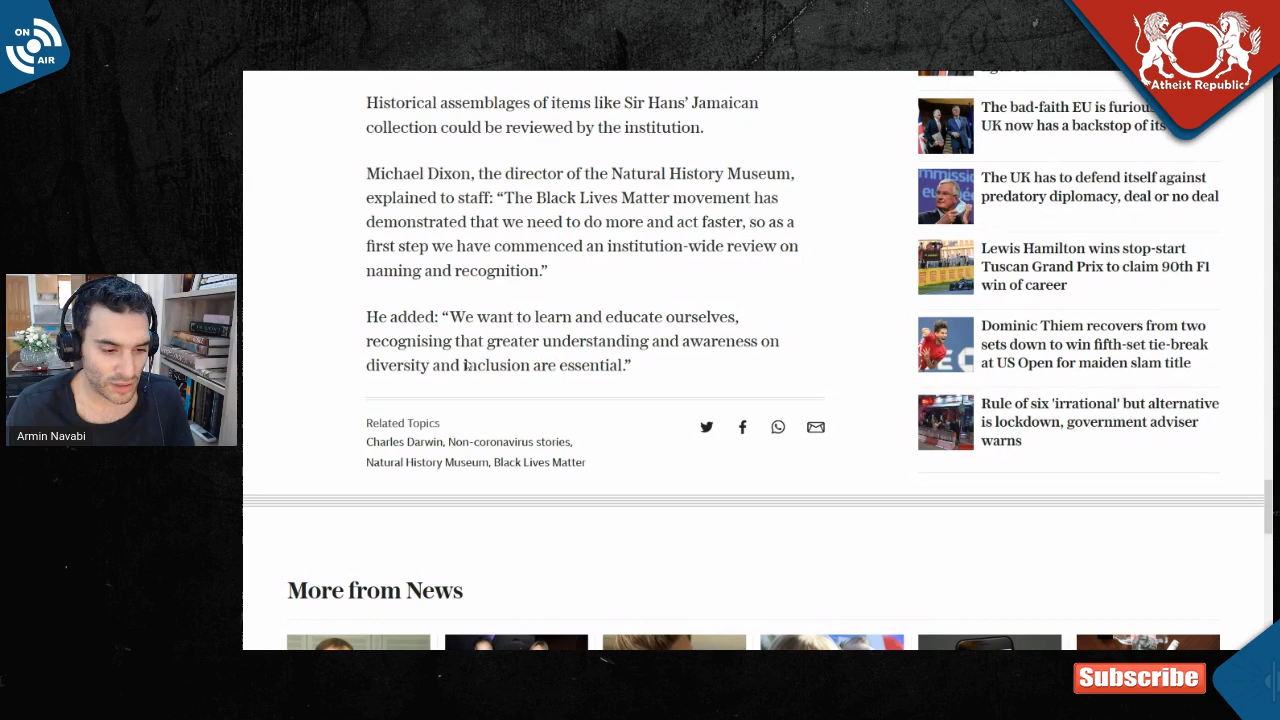 ON
AIR
Atheist Republic
Historical assemblages of items like Sir Hans' Jamaican
collection could be reviewed by the institution.
Michael Dixon, the director of the Natural History Museum,
explained to staff: “The Black Lives Matter movement has
demonstrated that we need to do more and act faster, so as a
first step we have commenced an institution-wide review on
naming and recognition.”
He added: “We want to learn and educate ourselves,
recognising that greater understanding and awareness on
diversity and inclusion are essential.”
Related Topics
Charles Darwin, Non-coronavirus stories,
Natural History Museum, Black Lives Matter
The bad-faith EU is
UK now has a backstop of
The UK has to defend itself against
predatory diplomacy, deal or no deal
Lewis Hamilton wins stop-start
Tuscan Grand Prix to claim 90th F1
win of career
Dominic Thiem recovers from two
sets down to win fifth-set tie-break
at US Open for maiden slam title
Rule of six 'irrational' but alternative
is lockdown, government adviser
warns
Armin Navabi
More from News
Subscribe